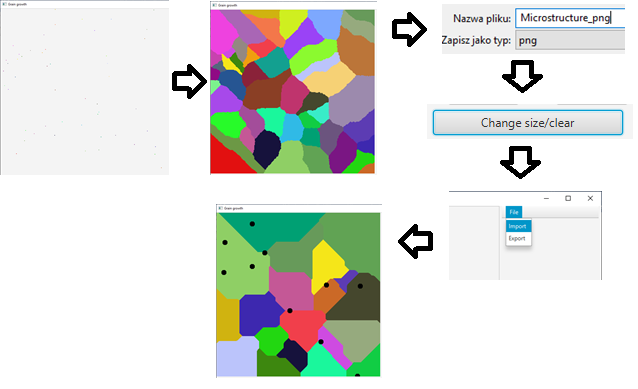 Grain growth
Grain growth
Nazwa pliku: Microstructure_png
Zapisz jako typ: png
Change size/clear
File
Import
Export
Grain growth